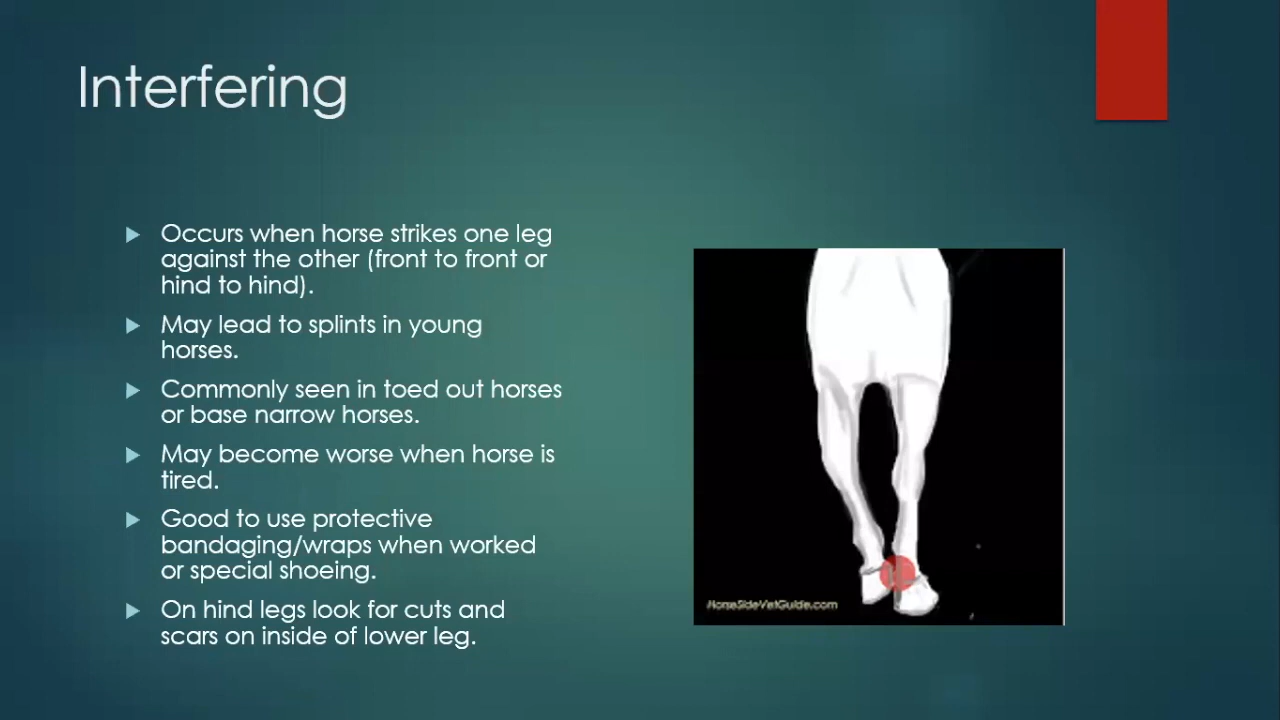 Interfering
Occurs when horse strikes one leg
against the other (front to front or
hind to hind).
May lead to splints in young
horses.
Commonly seen in toed out horses
or base narrow horses.
May become worse when horse is
tired.
Good to use protective
bandaging/wraps when worked
or special shoeing.
On hind legs look for cuts and
scars on inside of lower leg.
HorseSideVetGuide.com